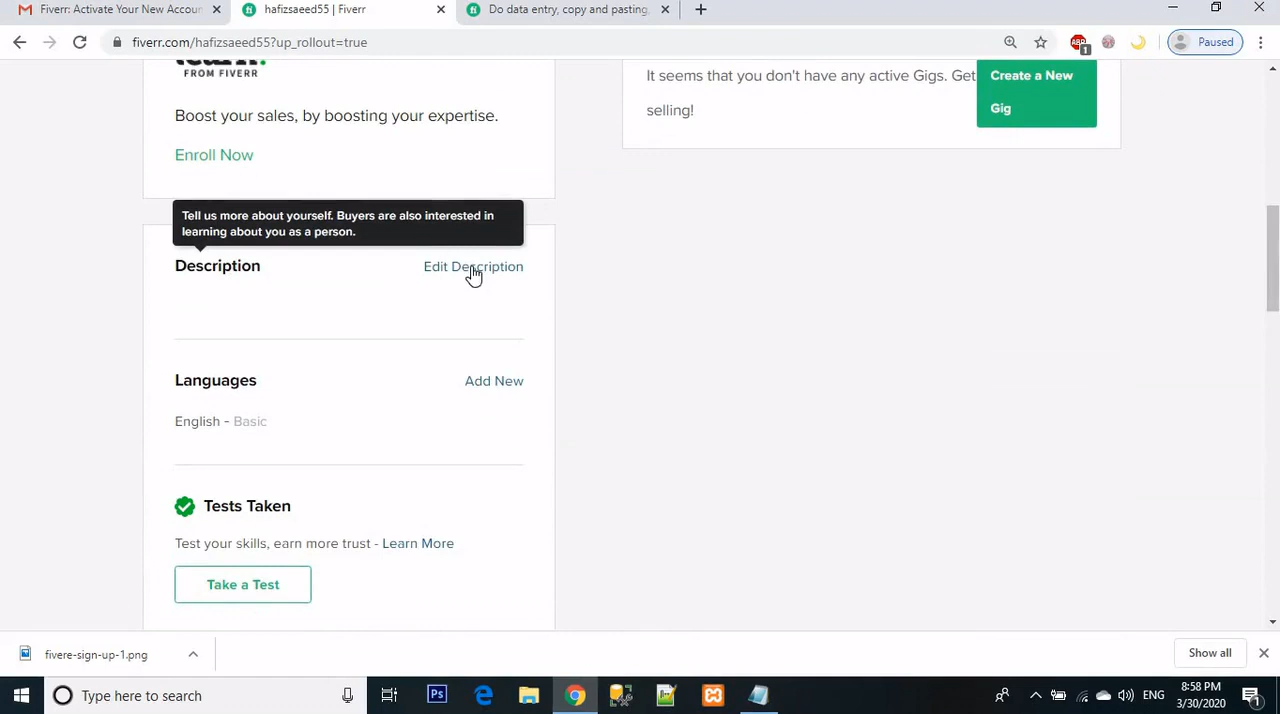 Fiverr: Activate Your New Accoun
hafizsaeed55 | Fiverr
Do data entry, copy and pasting,
fiverr.com/hafizsaeed55?up_rollout=true
ABP
1
Paused
learn.
FROM FIVERR
Boost your sales, by boosting your expertise.
Enroll Now
It seems that you don't have any active Gigs. Get
selling!
Create a New
Gig
Tell us more about yourself. Buyers are also interested in
learning about you as a person.
Description
Edit Description
Languages
Add New
English - Basic
Tests Taken
Test your skills, earn more trust - Learn More
Take a Test
fivere-sign-up-1.png
Show all
Type here to search
Ps
ENG
8:58 PM
3/30/2020
1